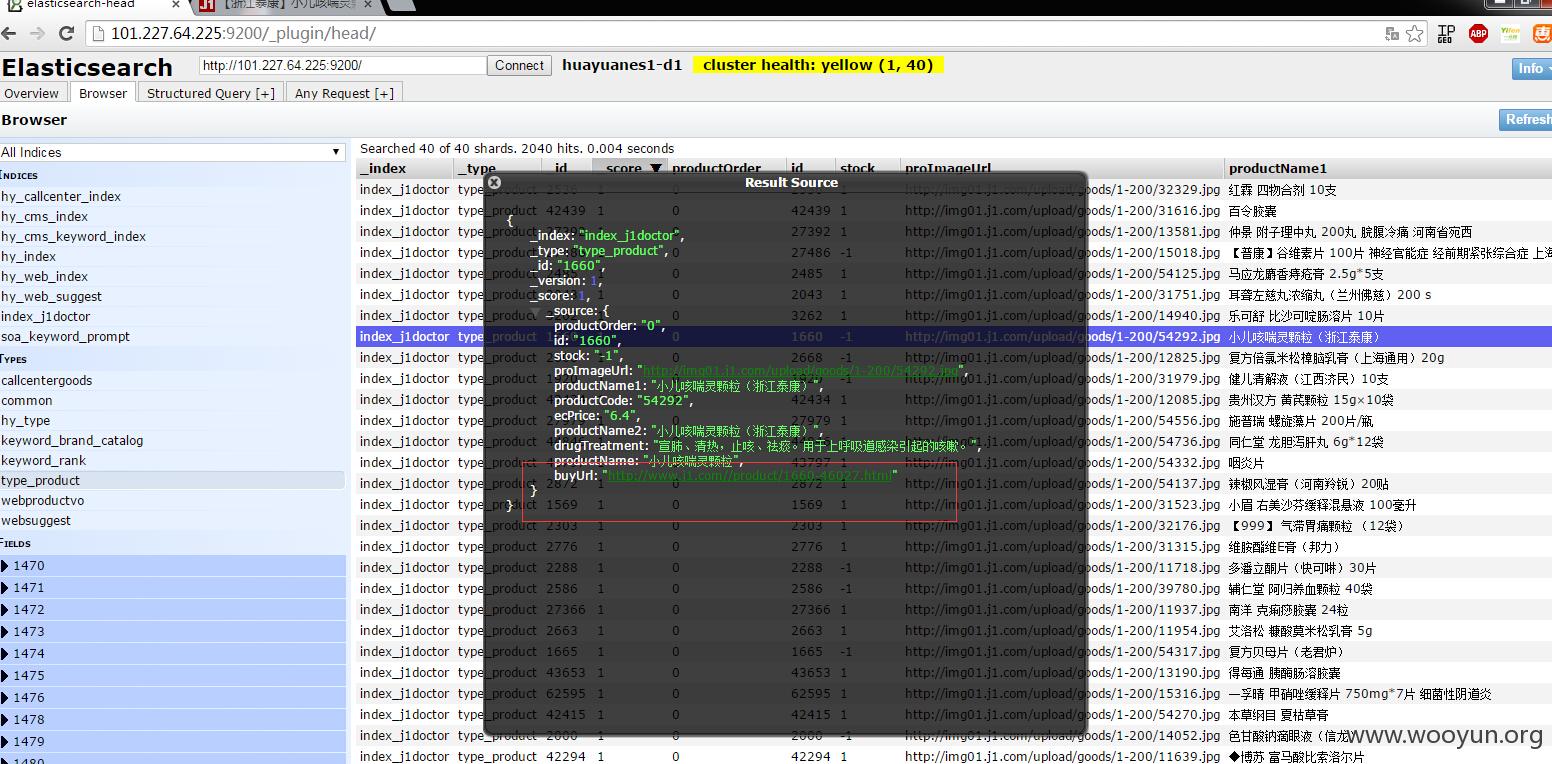 elasticsearch-head
【浙江泰康】小儿咳喘灵
101.227.64.225:9200/_plugin/head/
Elasticsearch
http://101.227.64.225:9200/
Connect
huayuanes1-d1
cluster health: yellow (1, 40)
Info
Overview
Browser
Structured Query [+]
Any Request [+]
Browser
Refresh
All Indices
INDICES
hy_callcenter_index
hy_cms_index
hy_cms_keyword_index
hy_index
hy_web_index
hy_web_suggest
index_j1doctor
soa_keyword_prompt
TYPES
callcentergoods
common
hy_type
keyword_brand_catalog
keyword_rank
type_product
webproductvo
websuggest
FIELDS
1470
1471
1472
1473
1474
1475
1476
1478
1479
1480
Searched 40 of 40 shards. 2040 hits. 0.004 seconds
_index _type _id _score ▼ productOrder id stock proImageUrl productName1
Result Source
{
_index: "index_j1doctor",
_type: "type_product",
_id: "1660",
_version: 1,
_score: 1,
_source: {
productOrder: "0",
id: "1660",
stock: "-1",
proImageUrl: "http://img01.j1.com/upload/goods/1-200/54292.jpg",
productName1: "小儿咳喘灵颗粒（浙江泰康）",
productCode: "54292",
ecPrice: "6.4",
productName2: "小儿咳喘灵颗粒（浙江泰康）",
drugTreatment: "宣肺、清热，止咳、祛痰。用于上呼吸道感染引起的咳嗽。",
productName: "小儿咳喘灵颗粒",
buyUrl: "http://www.j1.com//product/1660-46027.html"
}
}
index_j1doctor type_product 1 0 1 http://img01.j1.com/upload/goods/1-200/32329.jpg 红霖 四物合剂 10支
index_j1doctor type_product 42439 1 0 42439 1 http://img01.j1.com/upload/goods/1-200/31616.jpg 百令胶囊
index_j1doctor type_product 27392 1 0 27392 1 http://img01.j1.com/upload/goods/1-200/13581.jpg 仲景 附子理中丸 200丸 脘腹冷痛 河南省宛西
index_j1doctor type_product 27486 1 0 27486 -1 http://img01.j1.com/upload/goods/1-200/15018.jpg 【普康】谷维素片 100片 神经官能症 经前期紧张综合症 上海
index_j1doctor type_product 2485 1 0 2485 1 http://img01.j1.com/upload/goods/1-200/54125.jpg 马应龙麝香痔疮膏 2.5g*5支
index_j1doctor type_product 2043 1 0 2043 1 http://img01.j1.com/upload/goods/1-200/31751.jpg 耳聋左慈丸浓缩丸（兰州佛慈）200 s
index_j1doctor type_product 3262 1 0 3262 1 http://img01.j1.com/upload/goods/1-200/14940.jpg 乐可舒 比沙可啶肠溶片 10片
index_j1doctor type_product 1660 1 0 1660 -1 http://img01.j1.com/upload/goods/1-200/54292.jpg 小儿咳喘灵颗粒（浙江泰康）
index_j1doctor type_product 2668 1 0 2668 -1 http://img01.j1.com/upload/goods/1-200/12825.jpg 复方倍氯米松樟脑乳膏（上海通用）20g
index_j1doctor type_product 1 0 1 http://img01.j1.com/upload/goods/1-200/31979.jpg 健儿清解液（江西济民）10支
index_j1doctor type_product 42434 1 0 42434 1 http://img01.j1.com/upload/goods/1-200/12085.jpg 贵州汉方 黄芪颗粒 15g×10袋
index_j1doctor type_product 27979 1 0 27979 1 http://img01.j1.com/upload/goods/1-200/54556.jpg 施普瑞 螺旋藻片 200片/瓶
index_j1doctor type_product 1 0 1 http://img01.j1.com/upload/goods/1-200/54736.jpg 同仁堂 龙胆泻肝丸 6g*12袋
index_j1doctor type_product 43797 1 0 43797 1 http://img01.j1.com/upload/goods/1-200/54332.jpg 咽炎片
index_j1doctor type_product 2872 1 0 2872 1 http://img01.j1.com/upload/goods/1-200/54137.jpg 辣椒风湿膏（河南羚锐）20贴
index_j1doctor type_product 1569 1 0 1569 1 http://img01.j1.com/upload/goods/1-200/31523.jpg 小眉 右美沙芬缓释混悬液 100毫升
index_j1doctor type_product 2303 1 0 2303 1 http://img01.j1.com/upload/goods/1-200/32176.jpg 【999】 气滞胃痛颗粒 （12袋）
index_j1doctor type_product 2776 1 0 2776 1 http://img01.j1.com/upload/goods/1-200/31315.jpg 维胺酯维E膏（邦力）
index_j1doctor type_product 2288 1 0 2288 -1 http://img01.j1.com/upload/goods/1-200/11718.jpg 多潘立酮片（快可啉）30片
index_j1doctor type_product 2586 1 0 2586 -1 http://img01.j1.com/upload/goods/1-200/39780.jpg 辅仁堂 阿归养血颗粒 40袋
index_j1doctor type_product 27366 1 0 27366 1 http://img01.j1.com/upload/goods/1-200/11937.jpg 南洋 克痫痧胶囊 24粒
index_j1doctor type_product 2663 1 0 2663 1 http://img01.j1.com/upload/goods/1-200/11954.jpg 艾洛松 糠酸莫米松乳膏 5g
index_j1doctor type_product 1665 1 0 1665 -1 http://img01.j1.com/upload/goods/1-200/54317.jpg 复方贝母片（老君炉）
index_j1doctor type_product 43653 1 0 43653 1 http://img01.j1.com/upload/goods/1-200/13190.jpg 得每通 胰酶肠溶胶囊
index_j1doctor type_product 62595 1 0 62595 1 http://img01.j1.com/upload/goods/1-200/15316.jpg 一孚晴 甲硝唑缓释片 750mg*7片 细菌性阴道炎
index_j1doctor type_product 42415 1 0 42415 1 http://img01.j1.com/upload/goods/1-200/54270.jpg 本草纲目 夏枯草膏
index_j1doctor type_product 2000 1 0 2000 -1 http://img01.j1.com/upload/goods/1-200/14052.jpg 色甘酸钠滴眼液（信龙
index_j1doctor type_product 42294 1 0 42294 1 http://img01.j1.com/upload/goods/1-200/11639.jpg ◆博苏 富马酸比索洛尔片
www.wooyun.org